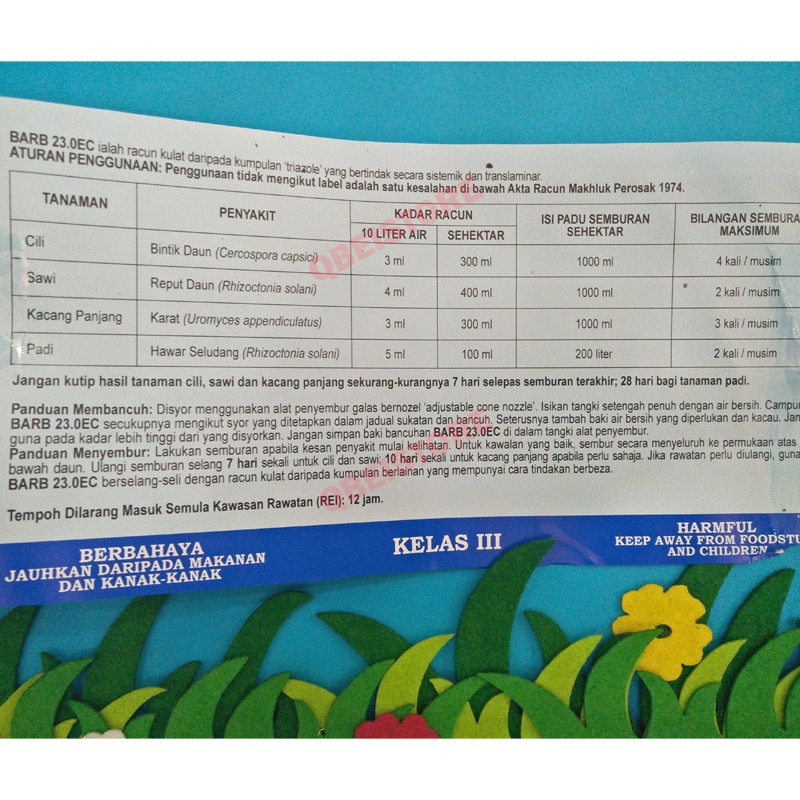 BARB 23.0EC ialah racun kulat daripada kumpulan 'triazole' yang bertindak secara sistemik dan translaminar.
ATURAN PENGGUNAAN: Penggunaan tidak mengikut label adalah satu kesalahan di bawah Akta Racun Makhluk Perosak 1974.
TANAMAN PENYAKIT KADAR RACUN ISI PADU SEMBURAN SEHEKTAR BILANGAN SEMBURA MAKSIMUM
10 LITER AIR SEHEKTAR
Cili Bintik Daun (Cercospora capsici) 3 ml 300 ml 1000 ml 4 kali / musim
Sawi Reput Daun (Rhizoctonia solani) 4 ml 400 ml 1000 ml 2 kali / musim
Kacang Panjang Karat (Uromyces appendiculatus) 3 ml 300 ml 1000 ml 3 kali / musim
Padi Hawar Seludang (Rhizoctonia solani) 5 ml 100 ml 200 liter 2 kali / musim
Jangan kutip hasil tanaman cili, sawi dan kacang panjang sekurang-kurangnya 7 hari selepas semburan terakhir; 28 hari bagi tanaman padi.
Panduan Membancuh: Disyor menggunakan alat penyembur galas bernozel 'adjustable cone nozzle'. Isikan tangki setengah penuh dengan air bersih. Campu
BARB 23.0EC secukupnya mengikut syor yang ditetapkan dalam jadual sukatan dan bancuh. Seterusnya tambah baki air bersih yang diperlukan dan kacau. Jan
guna pada kadar lebih tinggi dari yang disyorkan. Jangan simpan baki bancuhan BARB 23.0EC di dalam tangki alat penyembur.
Panduan Menyembur: Lakukan semburan apabila kesan penyakit mulai kelihatan. Untuk kawalan yang baik, sembur secara menyeluruh ke permukaan atas
bawah daun. Ulangi semburan selang 7 hari sekali untuk cili dan sawi; 10 hari sekali untuk kacang panjang apabila perlu sahaja. Jika rawatan perlu diulangi, guna
BARB 23.0EC berselang-seli dengan racun kulat daripada kumpulan berlainan yang mempunyai cara tindakan berbeza.
Tempoh Dilarang Masuk Semula Kawasan Rawatan (REI): 12 jam.
BERBAHAYA
JAUHKAN DARIPADA MAKANAN
DAN KANAK-KANAK
KELAS III
HARMFUL
KEEP AWAY FROM FOODSTU
AND CHILDREN
QBEISTORE
QBEISTORE